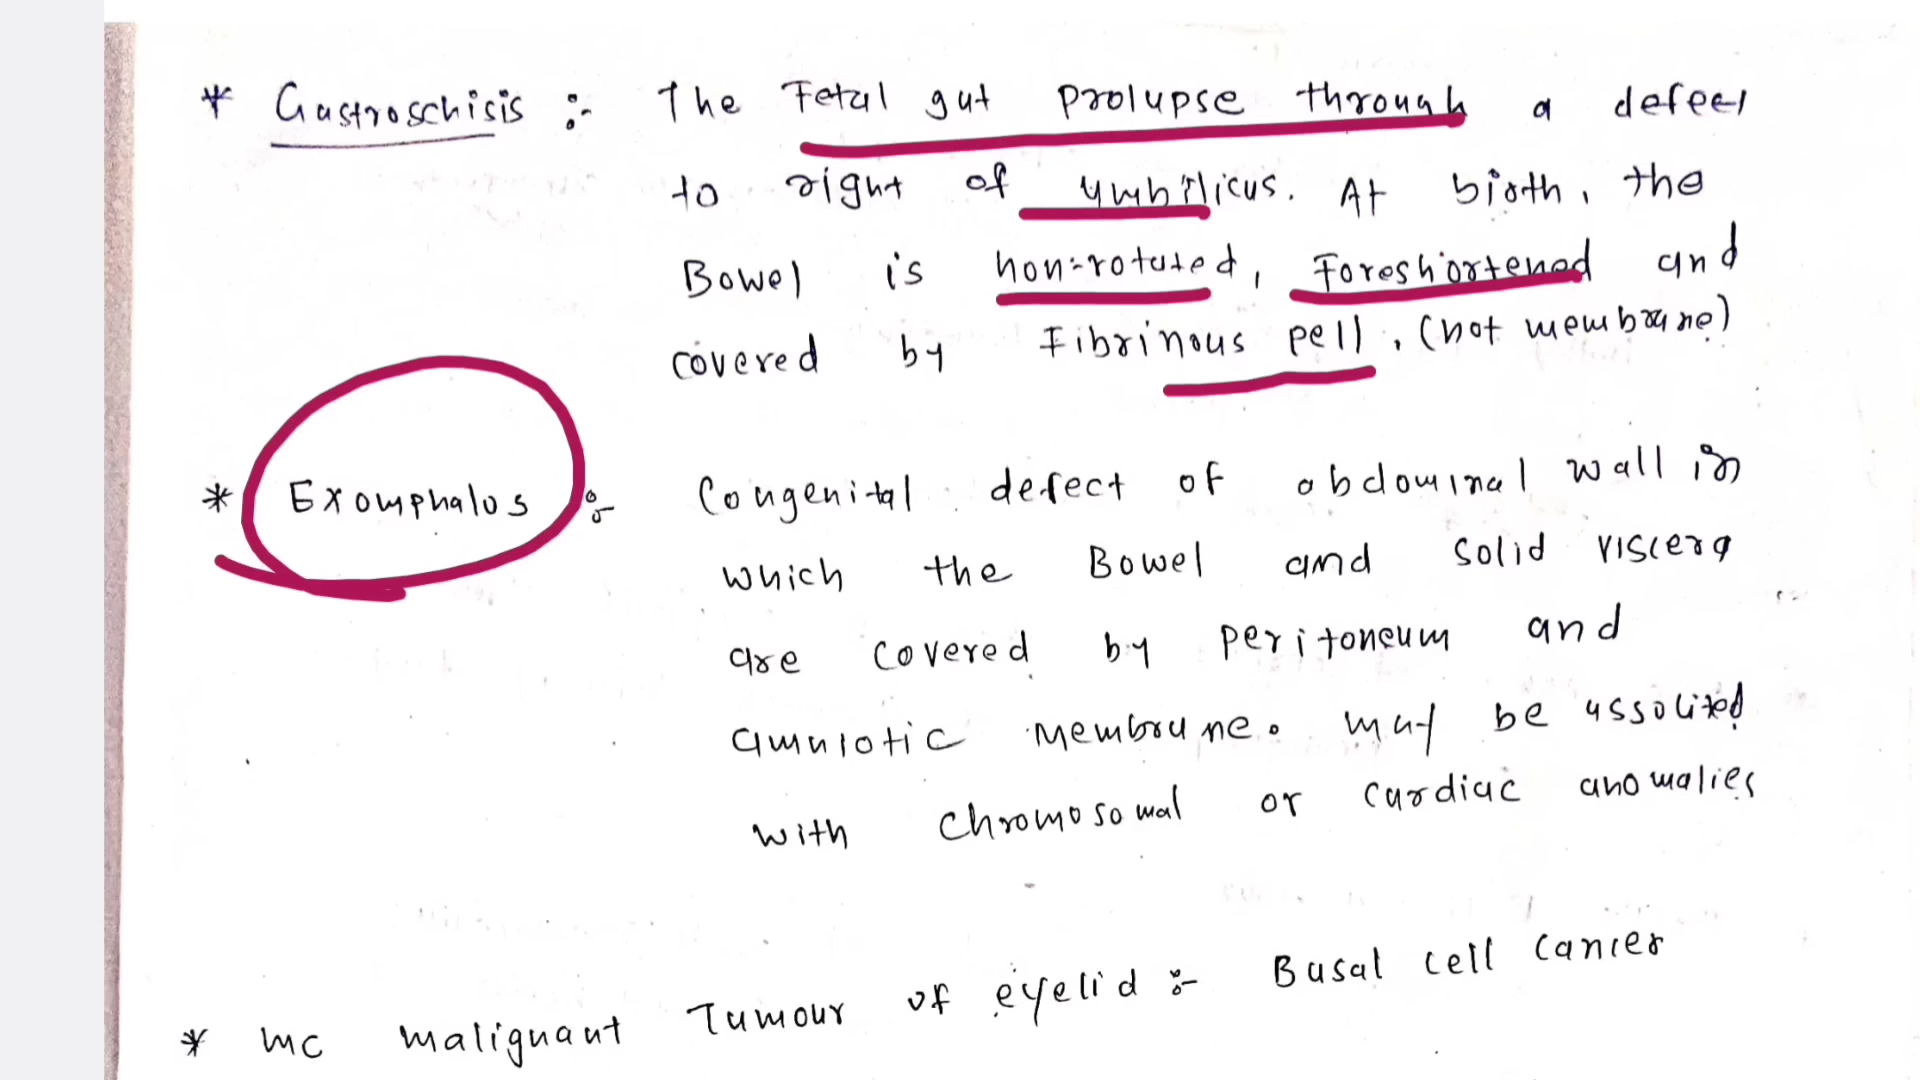 * Gastroschisis :- The Fetal gut prolapse through a defect
to right of umbilicus. At birth, the
Bowel is non-rotated, Foreshortened and
covered by Fibrinous pell. (not membrane)
* Exomphalos :- Congenital defect of abdominal wall in
which the Bowel and solid viscera
are covered by peritoneum and
amniotic membrane. may be assolited
with chromosomal or cardiac anomalies
* mc malignant Tumour of eyelid :- Basal cell cancer